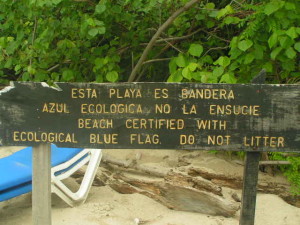 ESTA PLAYA ES BANDERA
AZUL ECOLOGICA NO LA ENSUCIE
BEACH CERTIFIED WITH
ECOLOGICAL BLUE FLAG. DO NOT LITTER